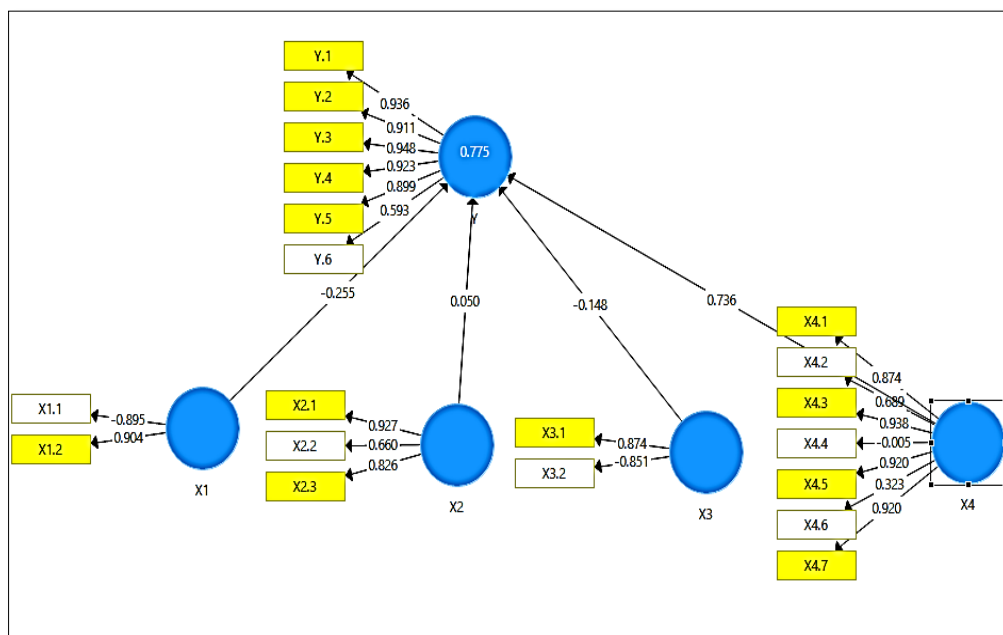 Y.1
Y.2
Y.3
Y.4
Y.5
Y.6
0.936
0.911
0.948
0.923
0.899
0.593
0.775
Y
-0.255
0.050
-0.148
0.736
X1.1
X1.2
-0.895
0.904
X1
X2.1
X2.2
X2.3
0.927
0.660
0.826
X2
X3.1
X3.2
0.874
-0.851
X3
X4.1
X4.2
X4.3
X4.4
X4.5
X4.6
X4.7
0.874
0.689
0.938
-0.005
0.920
0.323
0.920
X4